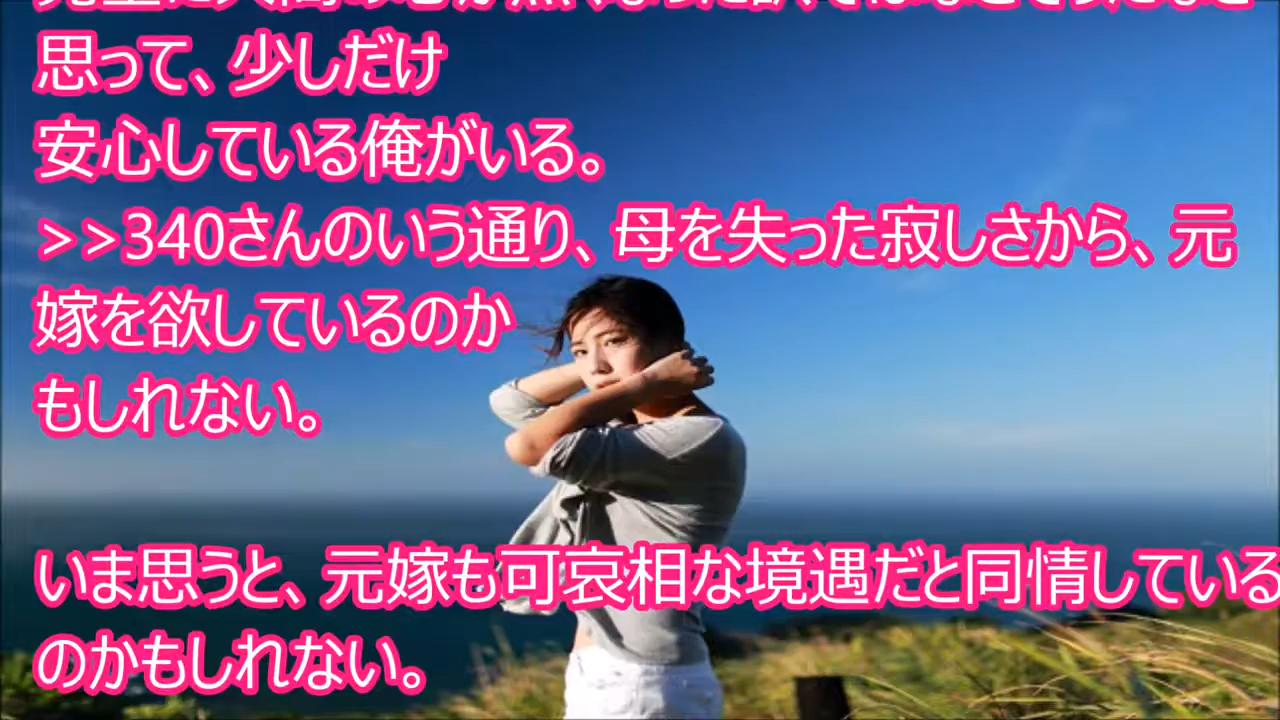 思って、少しだけ
安心している俺がいる。
>>340さんのいう通り、母を失った寂しさから、元
嫁を欲しているのか
もしれない。
いま思うと、元嫁も可哀相な境遇だと同情している
のかもしれない。